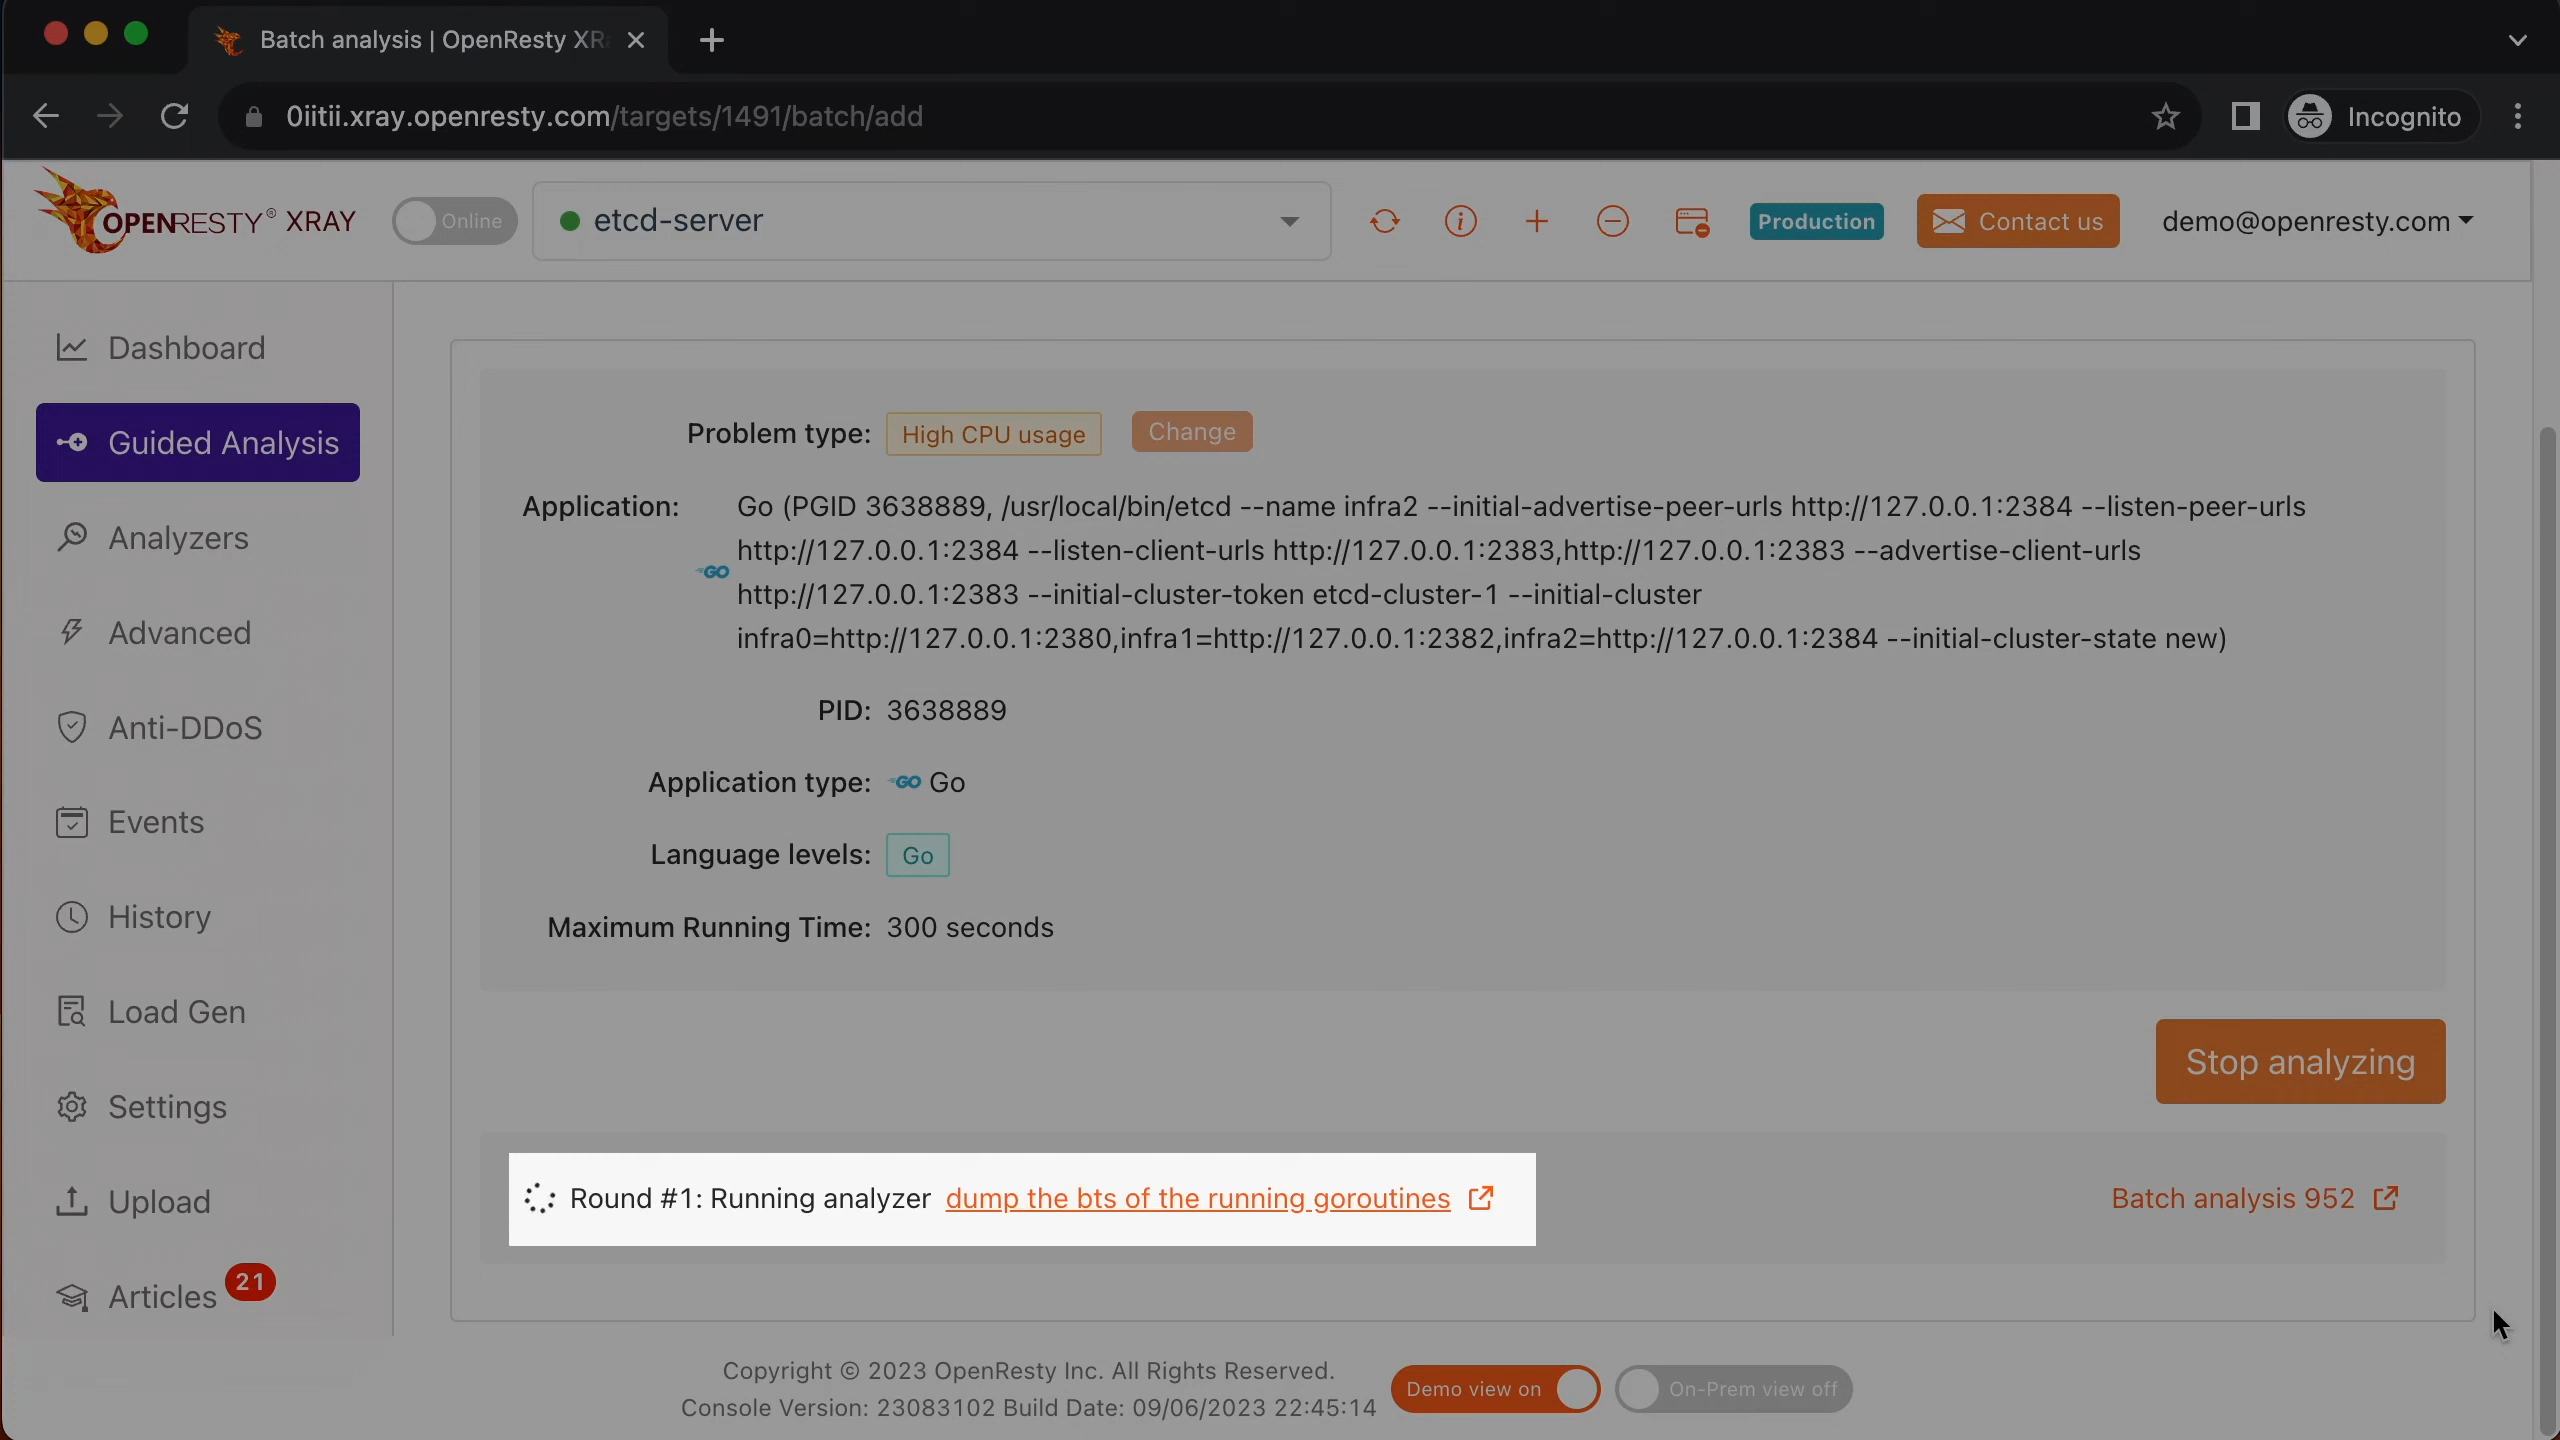 Batch analysis | OpenResty XR
0iitii.xray.openresty.com/targets/1491/batch/add
Incognito
OPENRESTY® XRAY
Online
etcd-server
Production
Contact us
demo@openresty.com
Dashboard
Guided Analysis
Analyzers
Advanced
Anti-DDoS
Events
History
Load Gen
Settings
Upload
Articles 21
Problem type: High CPU usage Change
Application: Go (PGID 3638889, /usr/local/bin/etcd --name infra2 --initial-advertise-peer-urls http://127.0.0.1:2384 --listen-peer-urls
http://127.0.0.1:2384 --listen-client-urls http://127.0.0.1:2383,http://127.0.0.1:2383 --advertise-client-urls
GO
http://127.0.0.1:2383 --initial-cluster-token etcd-cluster-1 --initial-cluster
infra0=http://127.0.0.1:2380,infra1=http://127.0.0.1:2382,infra2=http://127.0.0.1:2384 --initial-cluster-state new)
PID: 3638889
Application type: GO Go
Language levels: Go
Maximum Running Time: 300 seconds
Stop analyzing
Round #1: Running analyzer dump the bts of the running goroutines
Batch analysis 952
Copyright © 2023 OpenResty Inc. All Rights Reserved.
Console Version: 23083102 Build Date: 09/06/2023 22:45:14
Demo view on
On-Prem view off